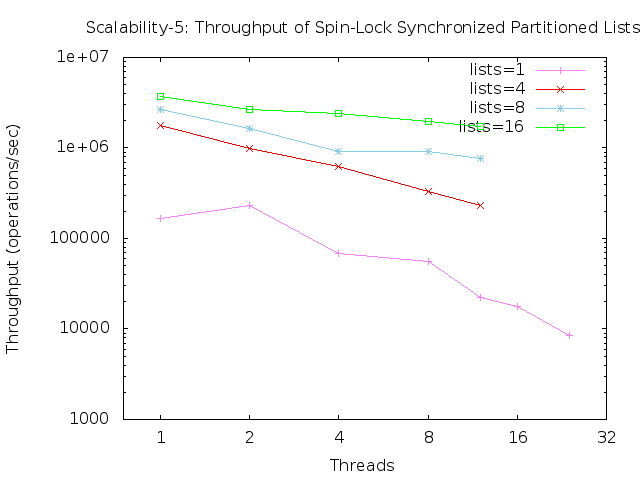 Scalability-5: Throughput of Spin-Lock Synchronized Partitioned Lists
1e+07
lists=1
lists=4
lists=8
lists=16
1e+06
100000
10000
1000
Throughput (operations/sec)
1 2 4 8 16 32
Threads